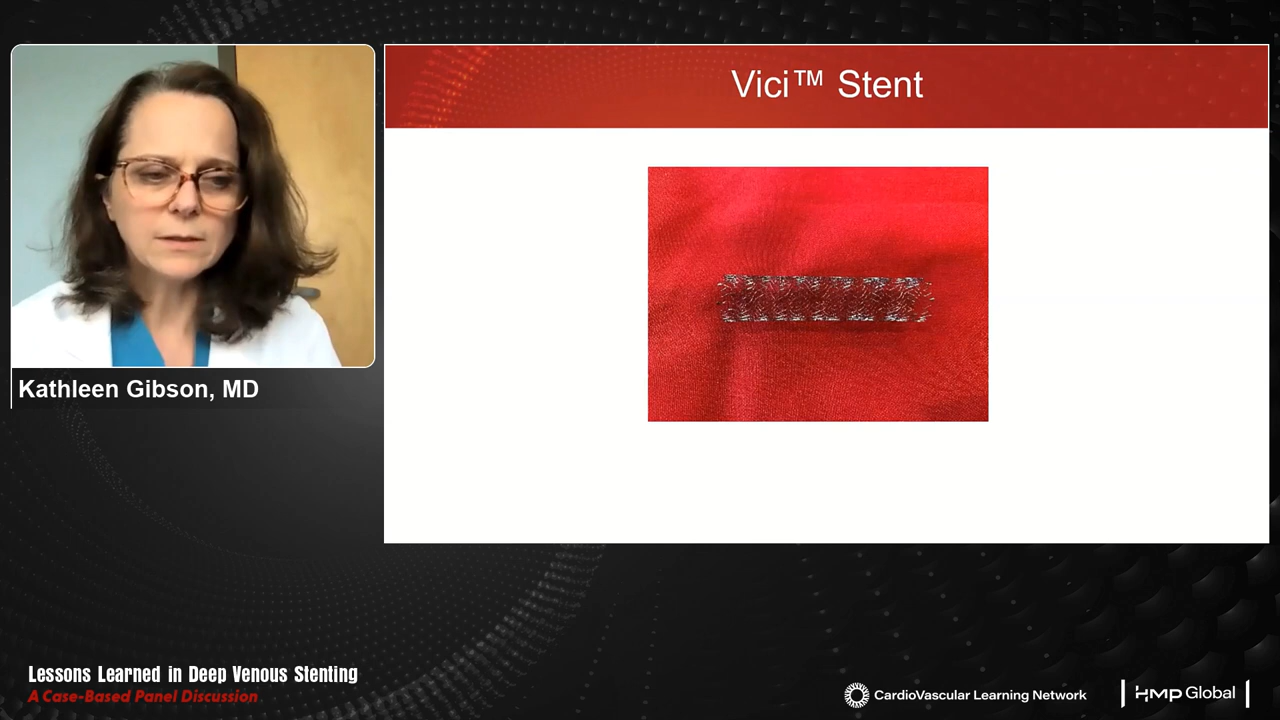 Vici™ Stent
Kathleen Gibson, MD
Lessons Learned in Deep Venous Stenting
A Case-Based Panel Discussion
CardioVascular Learning Network
HMP Global